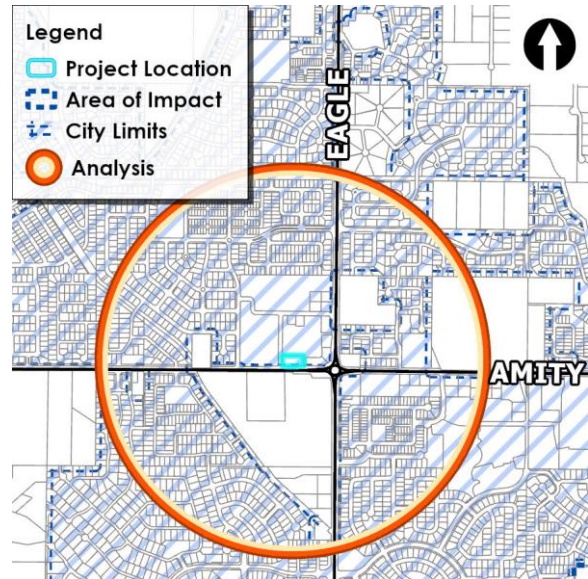 Legend
Project Location
Area of Impact
City Limits
Analysis
EAGLE
AMITY